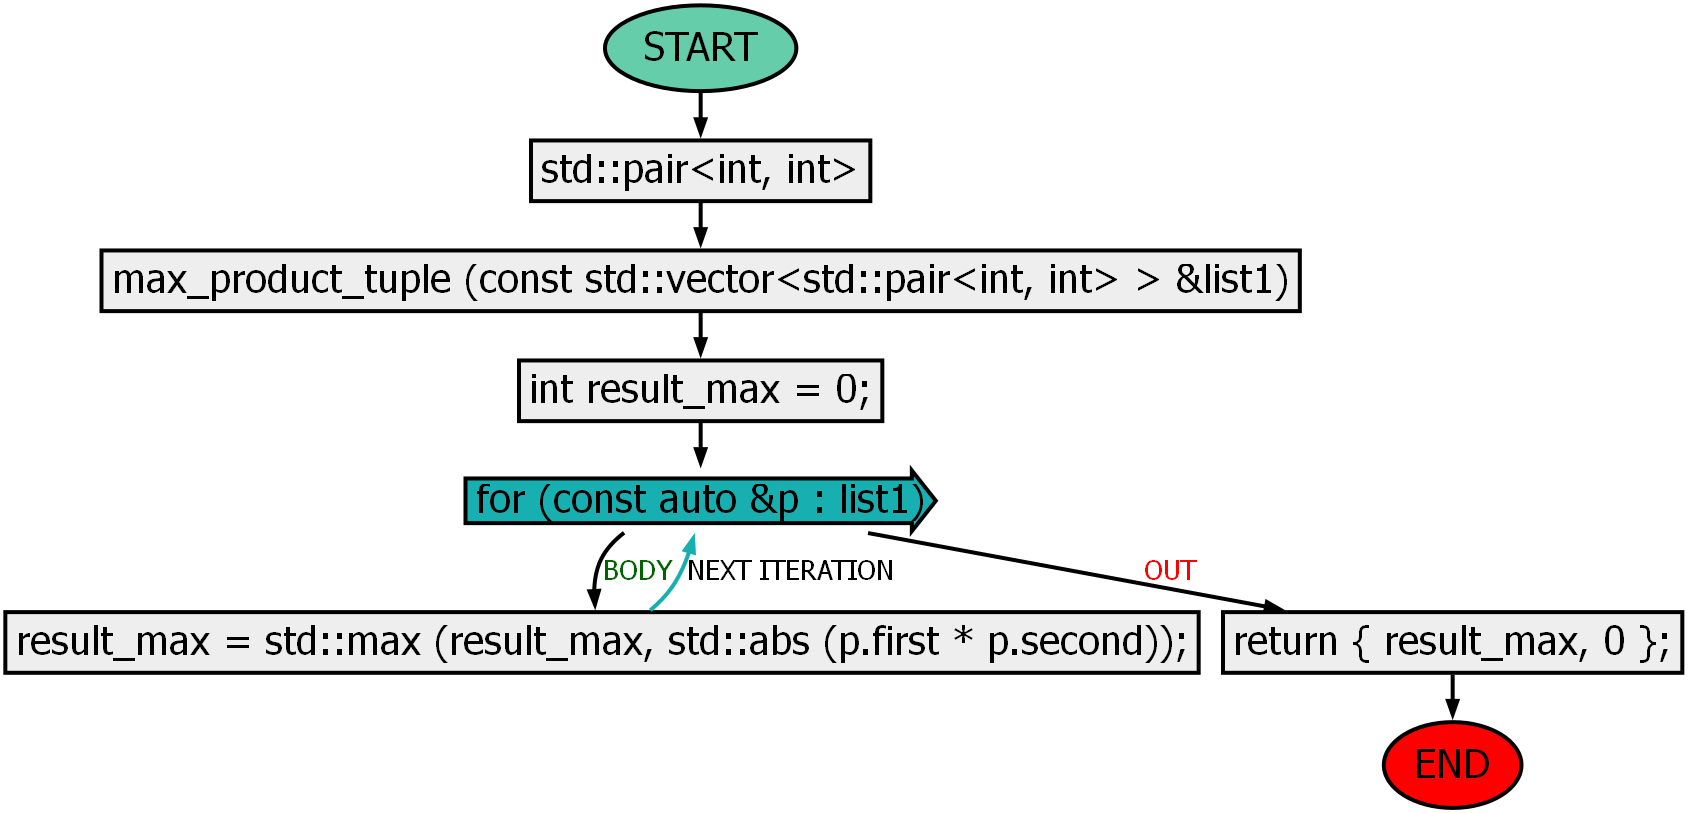 START
std::pair<int, int>
max_product_tuple (const std::vector<std::pair<int, int> > &list1)
int result_max = 0;
for (const auto &p : list1)
BODY
NEXT ITERATION
OUT
result_max = std::max (result_max, std::abs (p.first * p.second));
return { result_max, 0 };
END